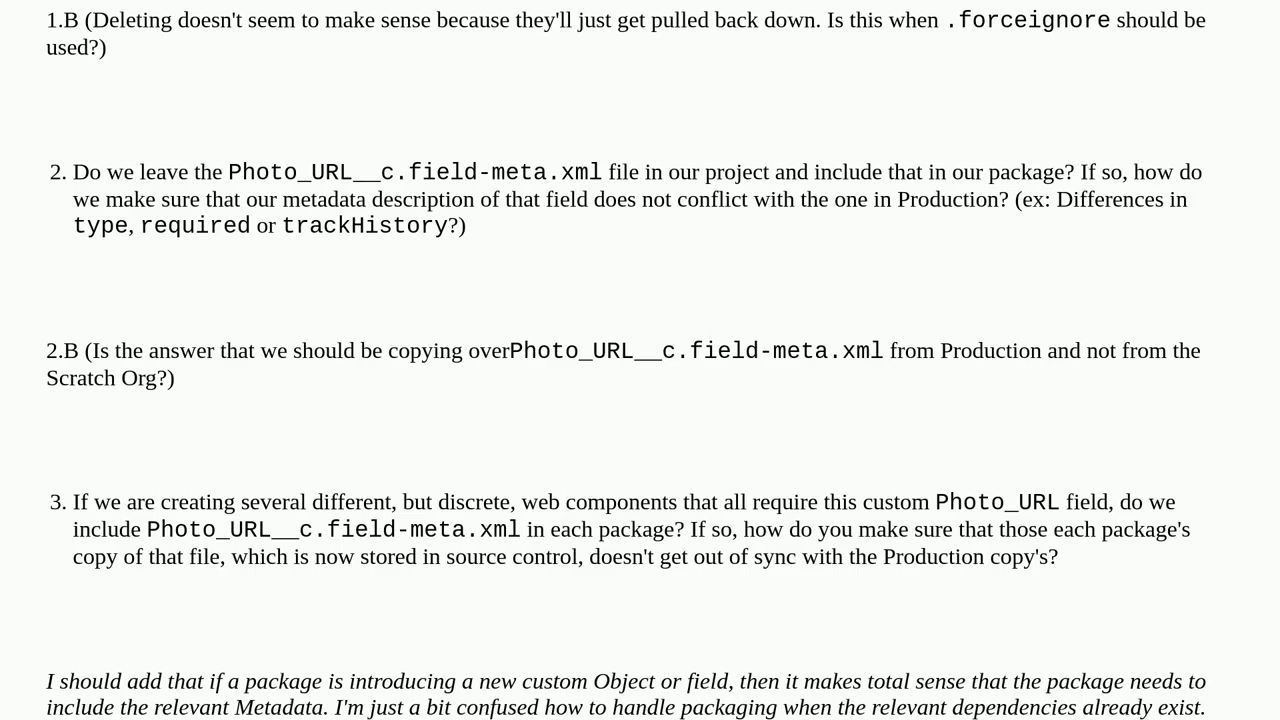 1.B (Deleting doesn't seem to make sense because they'll just get pulled back down. Is this when .forceignore should be
used?)
2. Do we leave the Photo_URL__c.field-meta.xml file in our project and include that in our package? If so, how do
we make sure that our metadata description of that field does not conflict with the one in Production? (ex: Differences in
type, required or trackHistory?)
2.B (Is the answer that we should be copying overPhoto_URL__c.field-meta.xml from Production and not from the
Scratch Org?)
3. If we are creating several different, but discrete, web components that all require this custom Photo_URL field, do we
include Photo_URL__c.field-meta.xml in each package? If so, how do you make sure that those each package's
copy of that file, which is now stored in source control, doesn't get out of sync with the Production copy's?
I should add that if a package is introducing a new custom Object or field, then it makes total sense that the package needs to
include the relevant Metadata. I'm just a bit confused how to handle packaging when the relevant dependencies already exist.